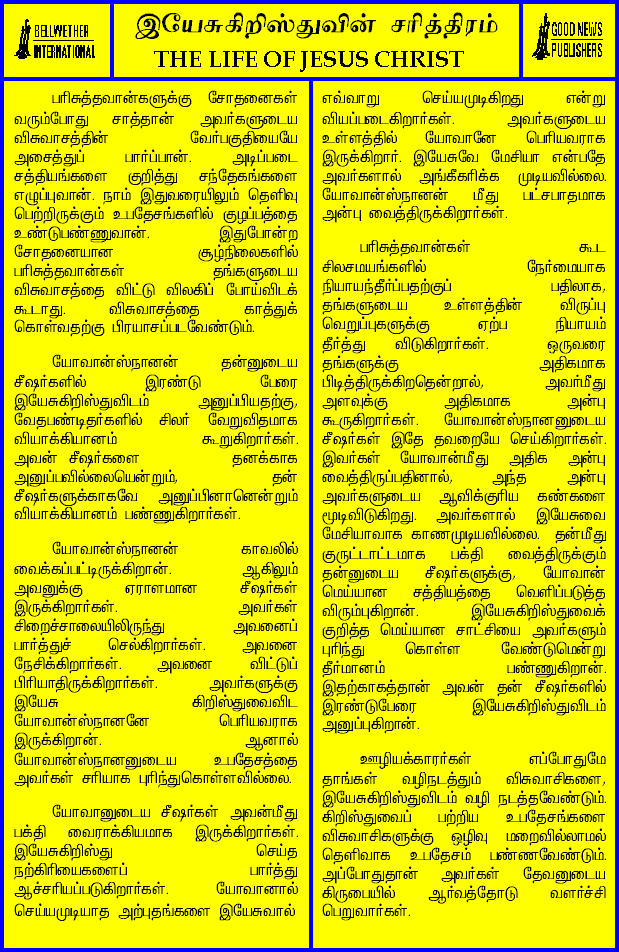 BELLWETHER
INTERNATIONAL
இயேசுகிறிஸ்துவின் சரித்திரம்
THE LIFE OF JESUS CHRIST
GOOD NEWS
PUBLISHERS
பரிசுத்தவான்களுக்கு சோதனைகள்
வரும்போது சாத்தான் அவர்களுடைய
விசுவாசத்தின் வேர்பகுதியையே
அசைத்துப் பார்ப்பான். அடிப்படை
சத்தியங்களை குறித்து சந்தேகங்களை
எழுப்புவான். நாம் இதுவரையிலும் தெளிவு
பெற்றிருக்கும் உபதேசங்களில் குழப்பத்தை
உண்டுபண்ணுவான். இதுபோன்ற
சோதனையான சூழ்நிலைகளில்
பரிசுத்தவான்கள் தங்களுடைய
விசுவாசத்தை விட்டு விலகிப் போய்விடக்
கூடாது. விசுவாசத்தை காத்துக்
கொள்வதற்கு பிரயாசப்படவேண்டும்.
யோவான்ஸ்நானன் தன்னுடைய
சீஷர்களில் இரண்டு பேரை
இயேசுகிறிஸ்துவிடம் அனுப்பியதற்கு,
வேதபண்டிதர்களில் சிலர் வேறுவிதமாக
வியாக்கியானம் கூறுகிறார்கள்.
அவன் சீஷர்களை தனக்காக
அனுப்பவில்லையென்றும், தன்
சீஷர்களுக்காகவே அனுப்பினானென்றும்
வியாக்கியானம் பண்ணுகிறார்கள்.
யோவான்ஸ்நானன் காவலில்
வைக்கப்பட்டிருக்கிறான். ஆகிலும்
அவனுக்கு ஏராளமான சீஷர்கள்
இருக்கிறார்கள். அவர்கள்
சிறைச்சாலையிலிருந்து அவனைப்
பார்த்துச் செல்கிறார்கள். அவனை
நேசிக்கிறார்கள். அவனை விட்டுப்
பிரியாதிருக்கிறார்கள். அவர்களுக்கு
இயேசு கிறிஸ்துவைவிட
யோவான்ஸ்நானனே பெரியவராக
இருக்கிறான். ஆனால்
யோவான்ஸ்நானனுடைய உபதேசத்தை
அவர்கள் சரியாக புரிந்துகொள்ளவில்லை.
யோவானுடைய சீஷர்கள் அவன்மீது
பக்தி வைராக்கியமாக இருக்கிறார்கள்.
இயேசுகிறிஸ்து செய்த
நற்கிரியைகளைப் பார்த்து
ஆச்சரியப்படுகிறார்கள். யோவானால்
செய்யமுடியாத அற்புதங்களை இயேசுவால்
எவ்வாறு செய்யமுடிகிறது என்று
வியப்படைகிறார்கள். அவர்களுடைய
உள்ளத்தில் யோவானே பெரியவராக
இருக்கிறார். இயேசுவே மேசியா என்பதே
அவர்களால் அங்கீகரிக்க முடியவில்லை.
யோவான்ஸ்நானன் மீது பட்சபாதமாக
அன்பு வைத்திருக்கிறார்கள்.
பரிசுத்தவான்கள் கூட
சிலசமயங்களில் நேர்மையாக
நியாயந்தீர்ப்பதற்குப் பதிலாக,
தங்களுடைய உள்ளத்தின் விருப்பு
வெறுப்புகளுக்கு ஏற்ப நியாயம்
தீர்த்து விடுகிறார்கள். ஒருவரை
தங்களுக்கு அதிகமாக
பிடித்திருக்கிறதென்றால், அவர்மீது
அளவுக்கு அதிகமாக அன்பு
கூருகிறார்கள். யோவான்ஸ்நானனுடைய
சீஷர்கள் இதே தவறையே செய்கிறார்கள்.
இவர்கள் யோவான்மீது அதிக அன்பு
வைத்திருப்பதினால், அந்த அன்பு
அவர்களுடைய ஆவிக்குரிய கண்களை
மூடிவிடுகிறது. அவர்களால் இயேசுவை
மேசியாவாக காணமுடியவில்லை. தன்மீது
குருட்டாட்டமாக பக்தி வைத்திருக்கும்
தன்னுடைய சீஷர்களுக்கு, யோவான்
மெய்யான சத்தியத்தை வெளிப்படுத்த
விரும்புகிறான். இயேசுகிறிஸ்துவைக்
குறித்த மெய்யான சாட்சியை அவர்களும்
புரிந்து கொள்ள வேண்டுமென்று
தீர்மானம் பண்ணுகிறான்.
இதற்காகத்தான் அவன் தன் சீஷர்களில்
இரண்டுபேரை இயேசுகிறிஸ்துவிடம்
அனுப்புகிறான்.
ஊழியக்காரர்கள் எப்போதுமே
தாங்கள் வழிநடத்தும் விசுவாசிகளை,
இயேசுகிறிஸ்துவிடம் வழி நடத்தவேண்டும்.
கிறிஸ்துவைப் பற்றிய உபதேசங்களை
விசுவாசிகளுக்கு ஒழிவு மறைவில்லாமல்
தெளிவாக உபதேசம் பண்ணவேண்டும்.
அப்போதுதான் அவர்கள் தேவனுடைய
கிருபையில் ஆர்வத்தோடு வளர்ச்சி
பெறுவார்கள்.